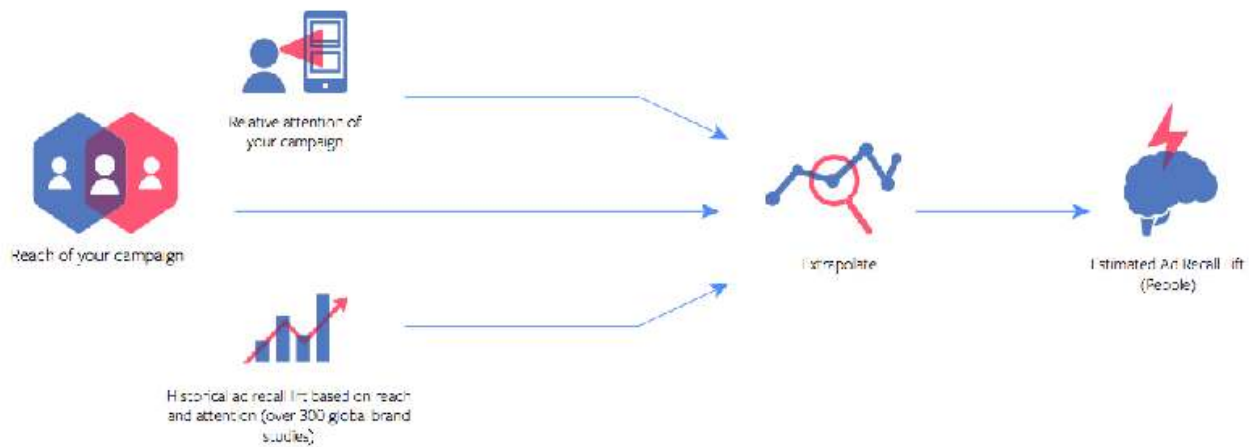 Relative attention of
your campaign
Reach of your campaign
Extrapolate
Estimated Ad Recall Lift
(People)
Historical ad recall lift based on reach
and attention (over 300 global brand
studies)